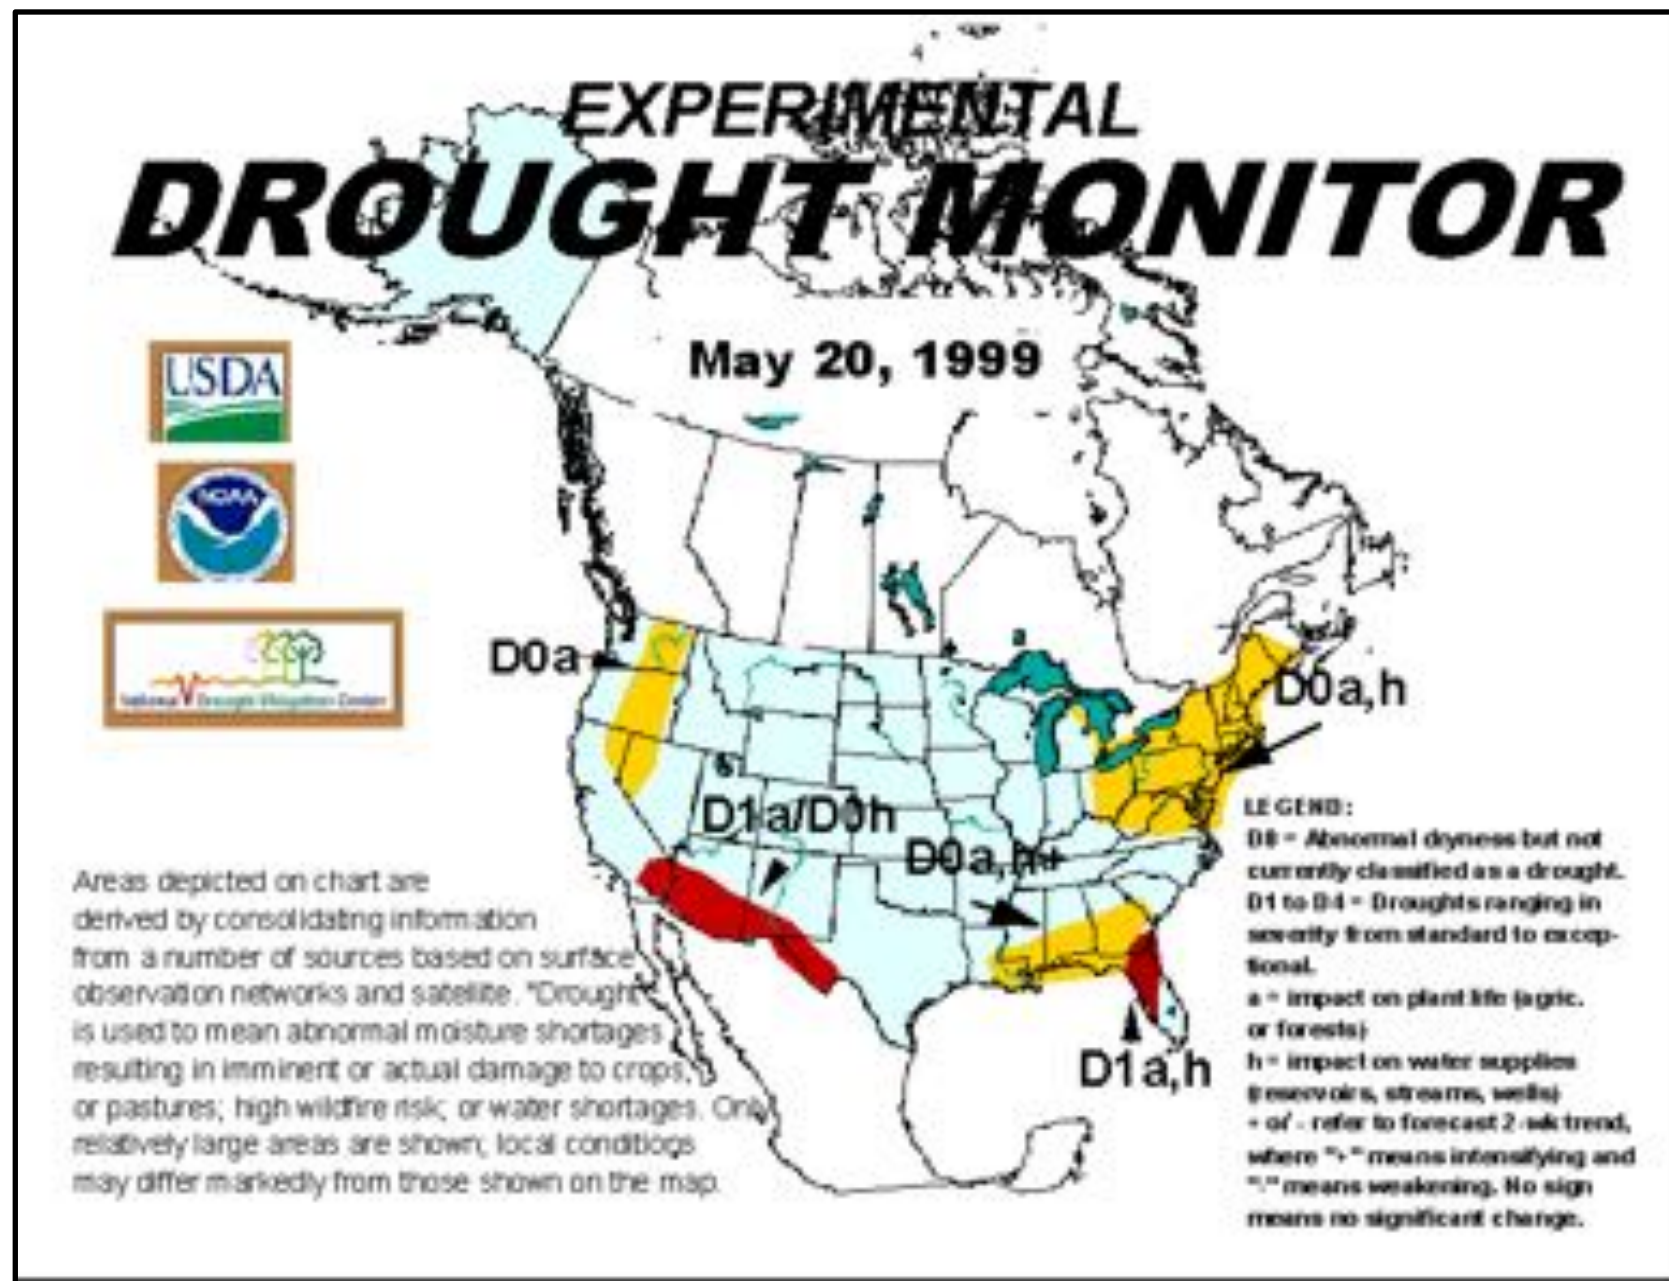 EXPERIMENTAL
DROUGHT MONITOR
May 20, 1999
USDA
NOAA
National Drought Mitigation Center
D0a
D0a,h
D1a/D0h
D0a,h+
D1a,h
Areas depicted on chart are
derived by consolidating information
from a number of sources based on surface
observation networks and satellite. "Drought"
is used to mean abnormal moisture shortages
resulting in imminent or actual damage to crops,
or pastures; high wildfire risk; or water shortages. Only
relatively large areas are shown; local conditions
may differ markedly from those shown on the map.
LEGEND:
D0 = Abnormal dryness but not
currently classified as a drought.
D1 to D4 = Droughts ranging in
severity from standard to excep-
tional.
a = impact on plant life (agric.
or forests)
h = impact on water supplies
(reservoirs, streams, wells)
+ or - refer to forecast 2-wk trend,
where "+" means intensifying and
"-" means weakening. No sign
means no significant change.